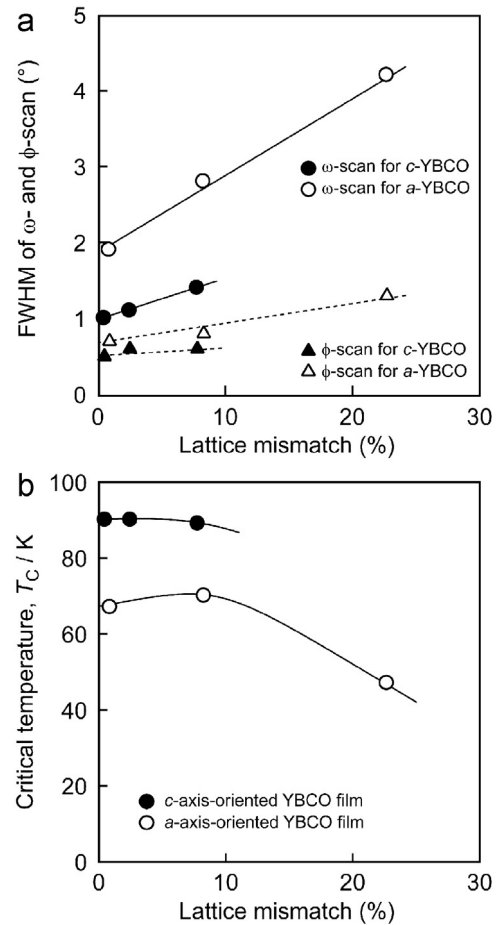 a
5
4
3
2
1
0
FWHM of ω- and ϕ-scan (°)
ω-scan for c-YBCO
ω-scan for a-YBCO
ϕ-scan for c-YBCO
ϕ-scan for a-YBCO
0 10 20 30
Lattice mismatch (%)
b
100
80
60
40
20
0
Critical temperature, TC / K
c-axis-oriented YBCO film
a-axis-oriented YBCO film
0 10 20 30
Lattice mismatch (%)